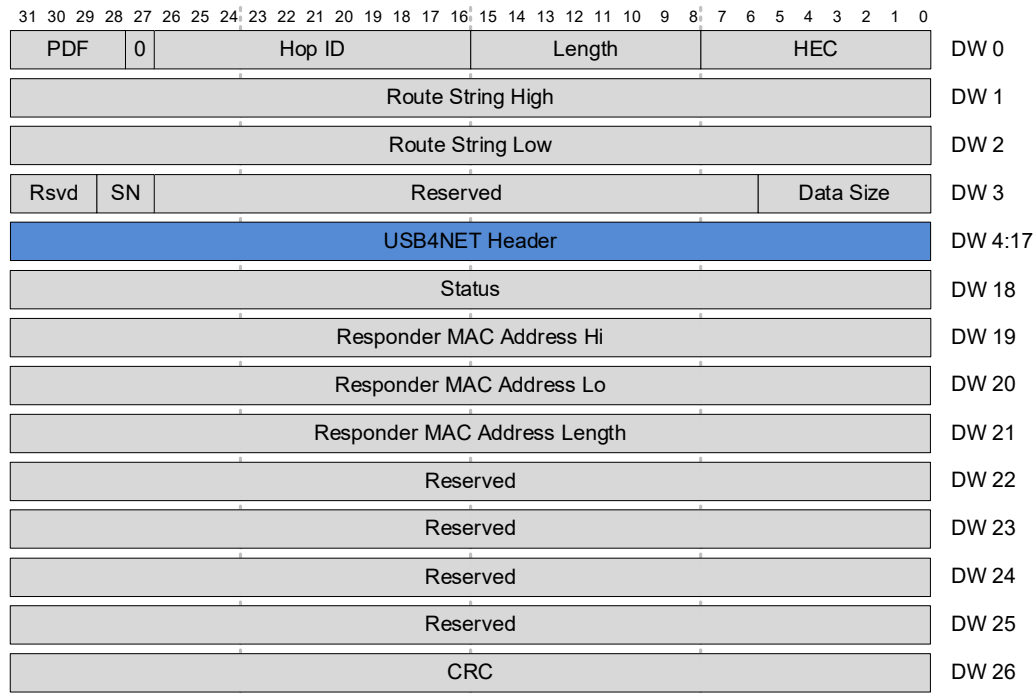 31 30 29 28 27 26 25 24 23 22 21 20 19 18 17 16 15 14 13 12 11 10 9 8 7 6 5 4 3 2 1 0
PDF 0 Hop ID Length HEC DW 0
Route String High DW 1
Route String Low DW 2
Rsvd SN Reserved Data Size DW 3
USB4NET Header DW 4:17
Status DW 18
Responder MAC Address Hi DW 19
Responder MAC Address Lo DW 20
Responder MAC Address Length DW 21
Reserved DW 22
Reserved DW 23
Reserved DW 24
Reserved DW 25
CRC DW 26